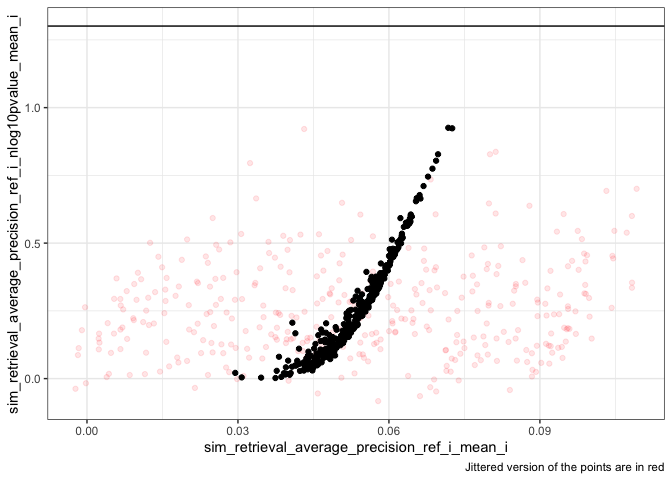 sim_retrieval_average_precision_ref_i_nlog10pvalue_mean_i
1.0
0.5
0.0
0.00 0.03 0.06 0.09
sim_retrieval_average_precision_ref_i_mean_i
Jittered version of the points are in red